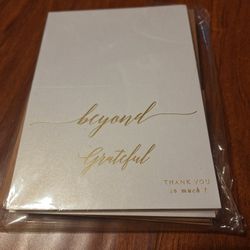 beyond
Grateful
THANK YOU
so much !